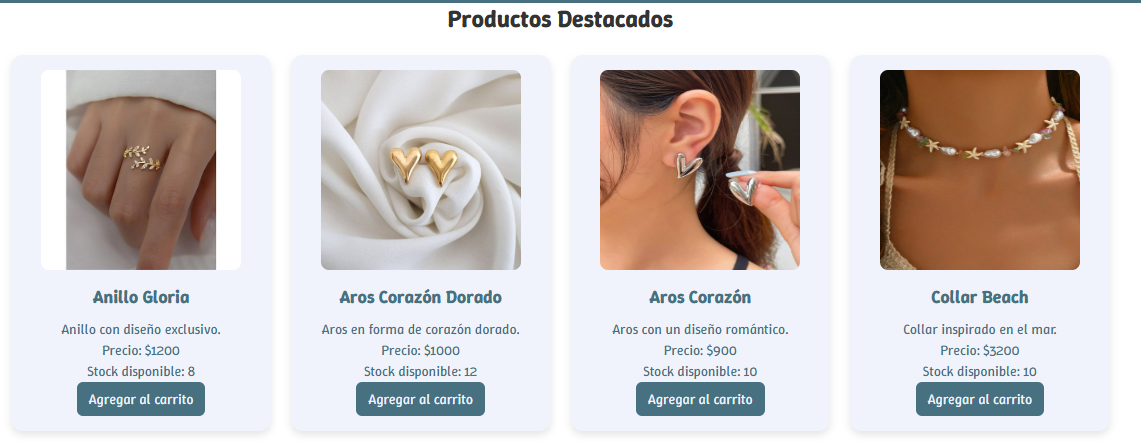 Productos Destacados
Anillo Gloria
Anillo con diseño exclusivo.
Precio: $1200
Stock disponible: 8
Agregar al carrito
Aros Corazón Dorado
Aros en forma de corazón dorado.
Precio: $1000
Stock disponible: 12
Agregar al carrito
Aros Corazón
Aros con un diseño romántico.
Precio: $900
Stock disponible: 10
Agregar al carrito
Collar Beach
Collar inspirado en el mar.
Precio: $3200
Stock disponible: 10
Agregar al carrito